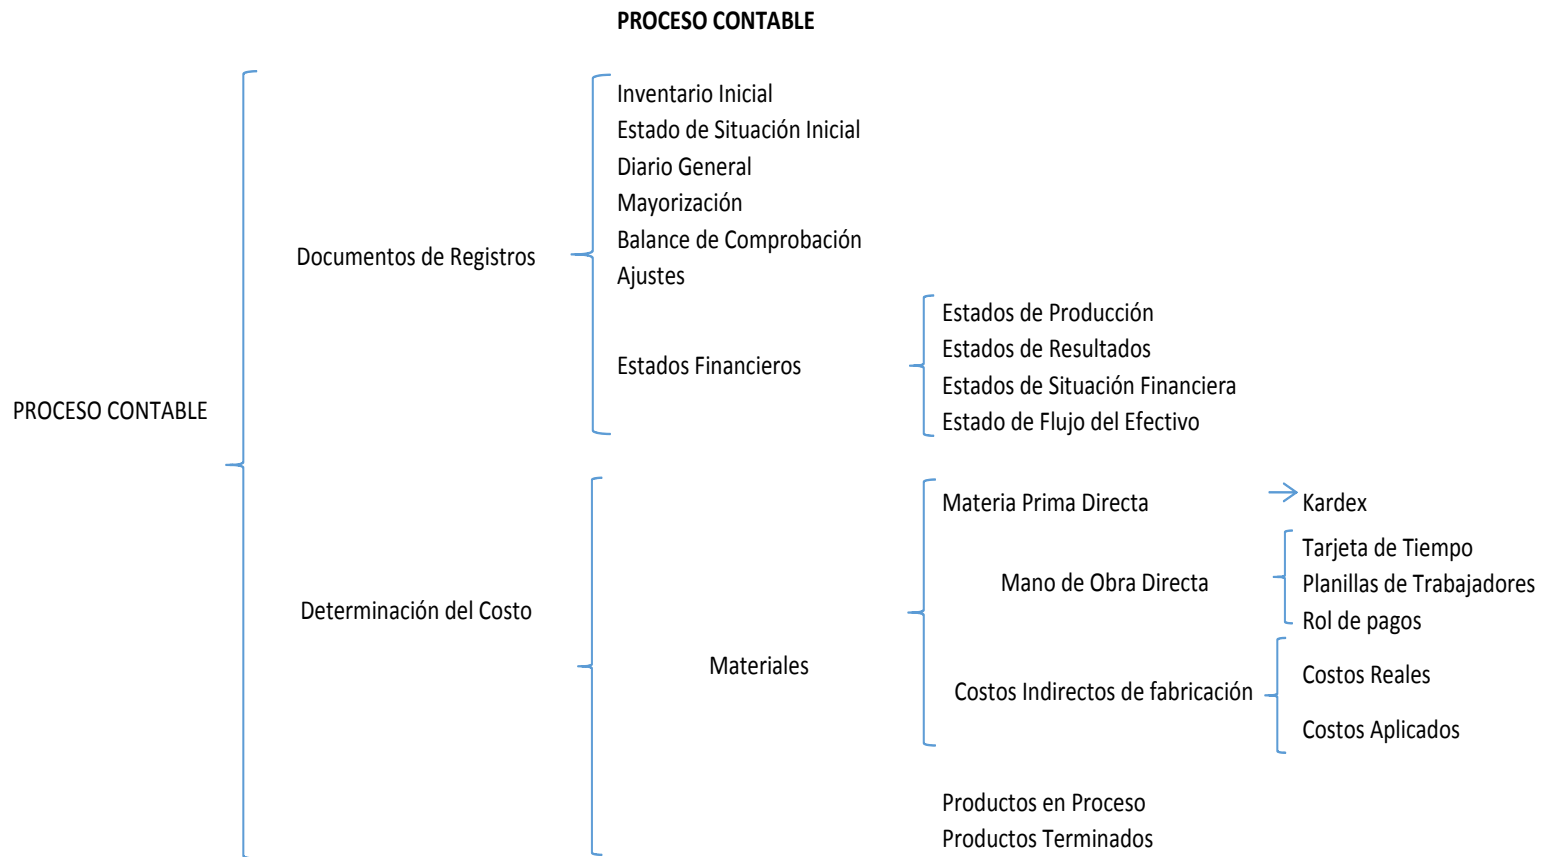 PROCESO CONTABLE
PROCESO CONTABLE
Documentos de Registros
Inventario Inicial
Estado de Situación Inicial
Diario General
Mayorización
Balance de Comprobación
Ajustes
Estados Financieros
Estados de Producción
Estados de Resultados
Estados de Situación Financiera
Estado de Flujo del Efectivo
Determinación del Costo
Materiales
Materia Prima Directa
Kardex
Mano de Obra Directa
Tarjeta de Tiempo
Planillas de Trabajadores
Rol de pagos
Costos Indirectos de fabricación
Costos Reales
Costos Aplicados
Productos en Proceso
Productos Terminados